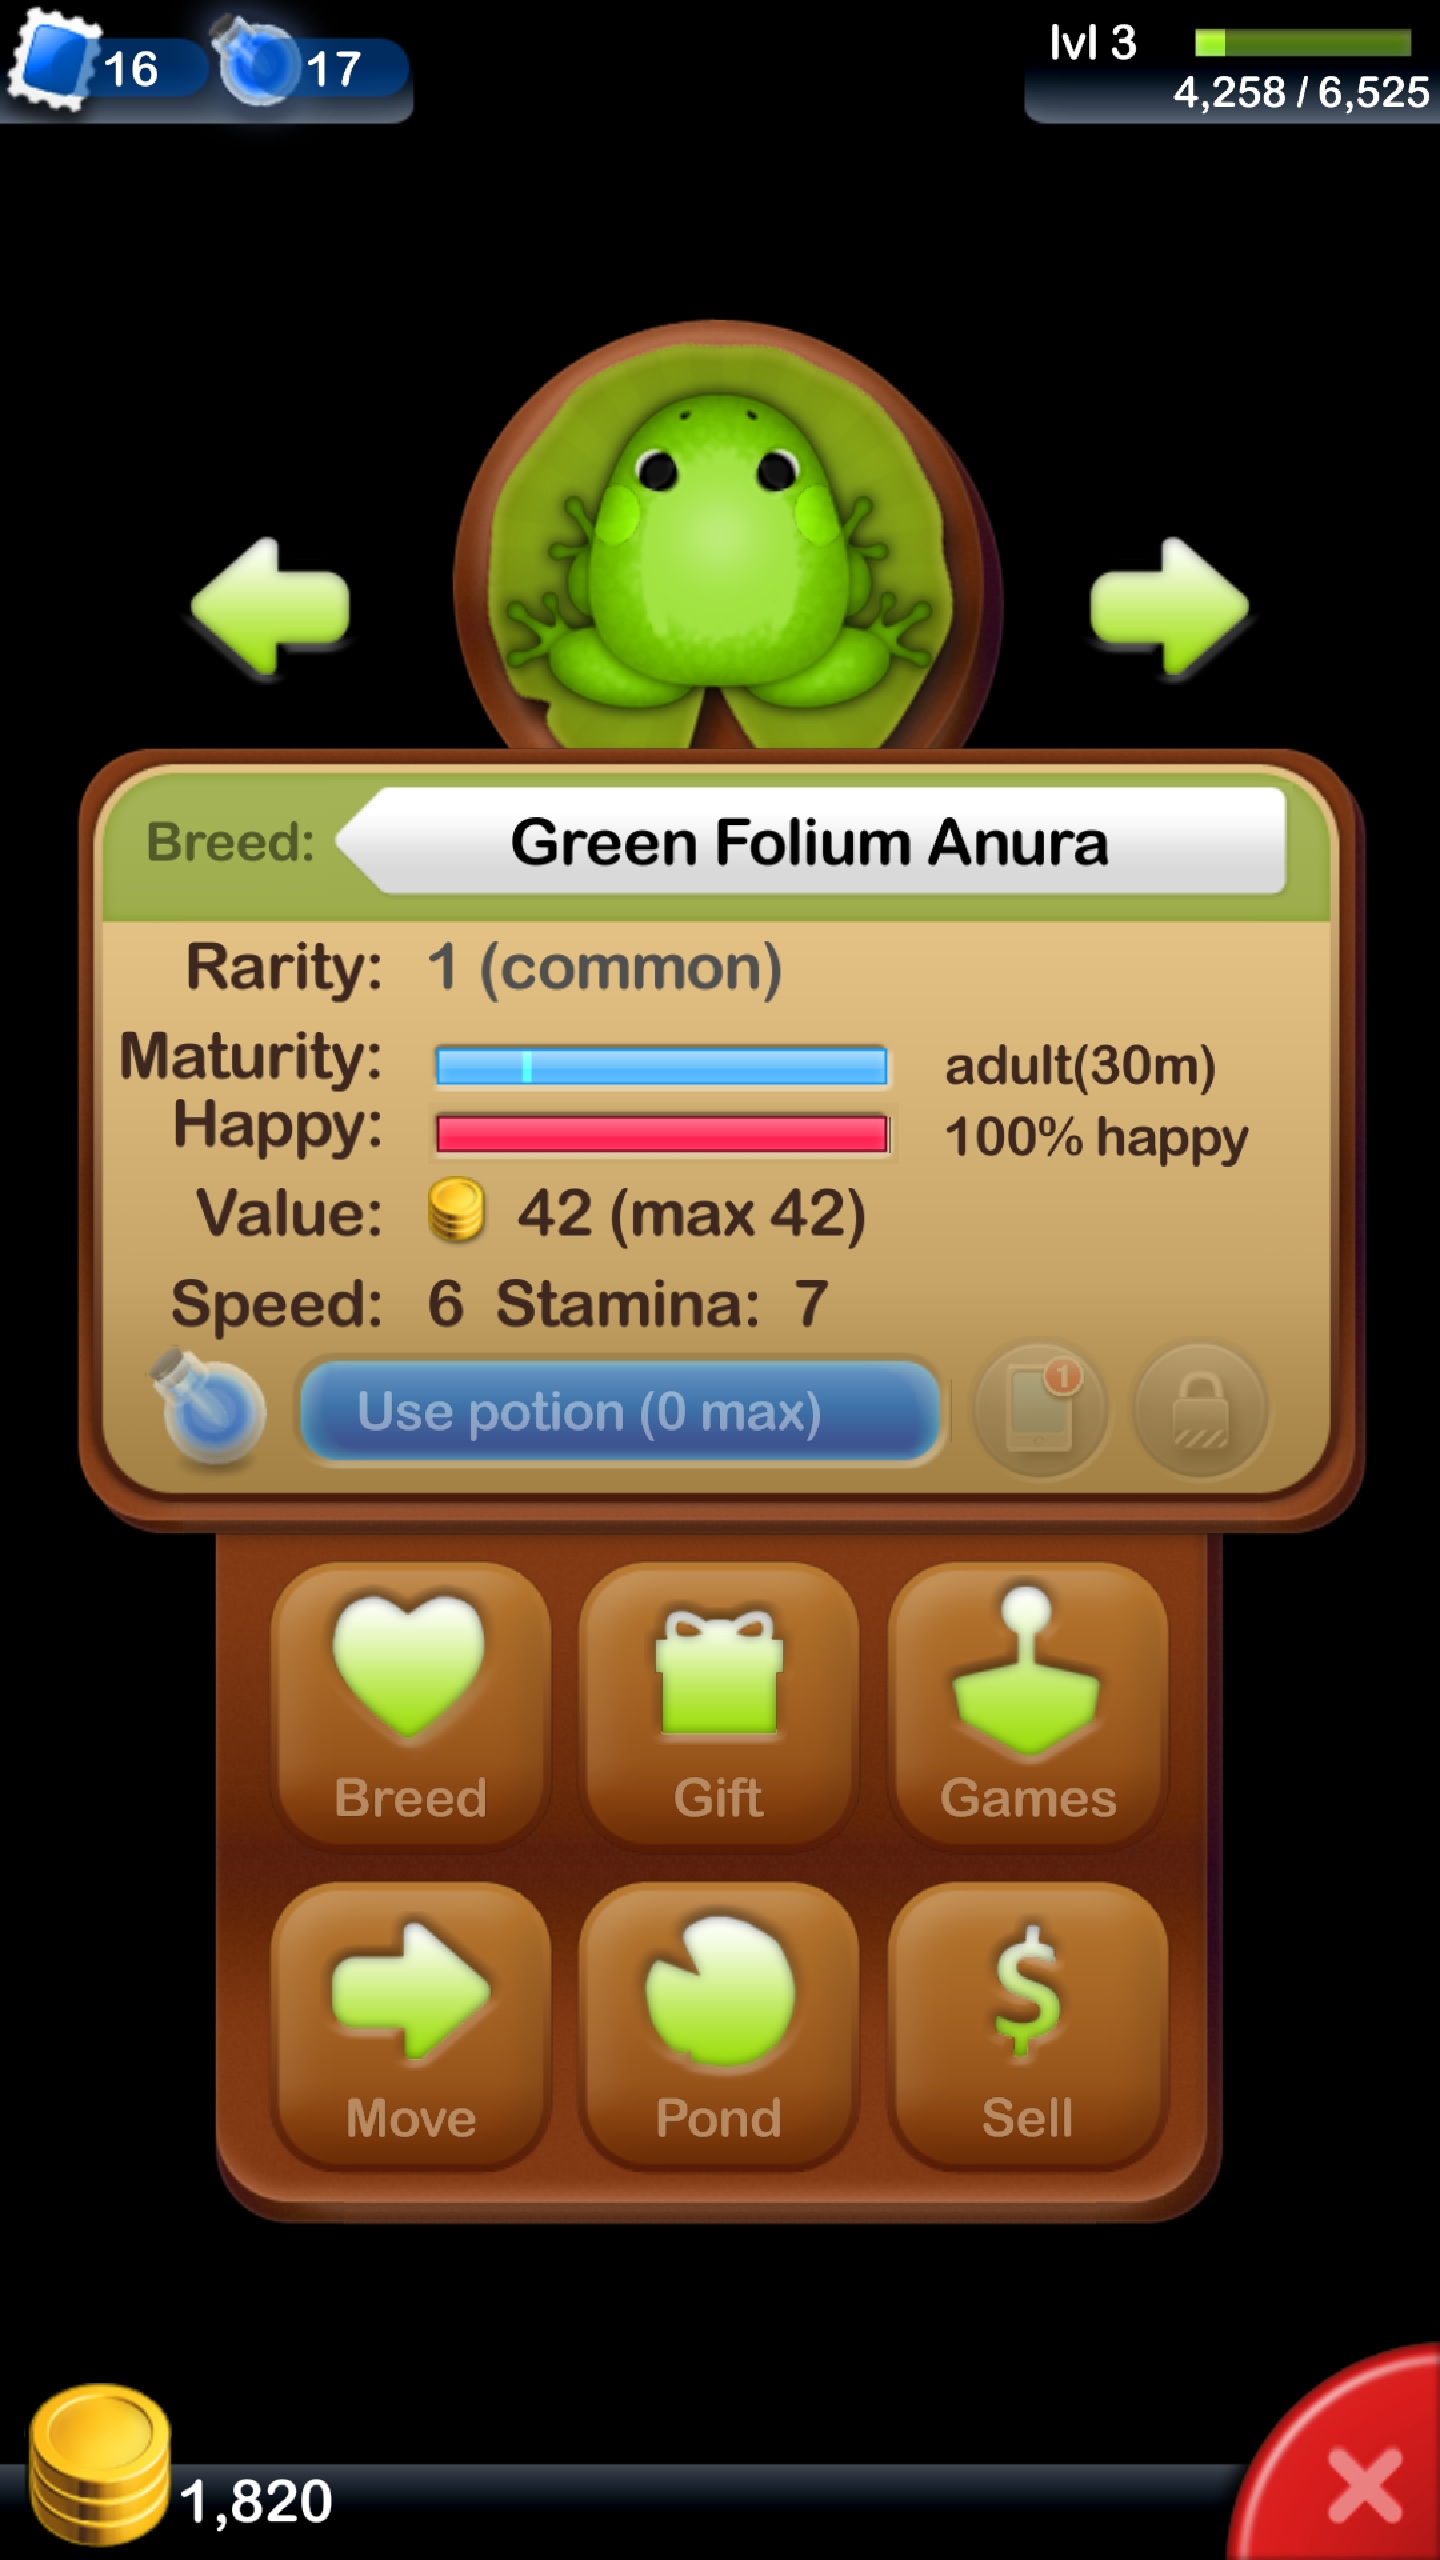 16 17 lvl 3
4,258 / 6,525
Breed: Green Folium Anura
Rarity: 1 (common)
Maturity: adult(30m)
Happy: 100% happy
Value: 42 (max 42)
Speed: 6 Stamina: 7
Use potion (0 max) 1
Breed Gift Games
Move Pond Sell
1,820